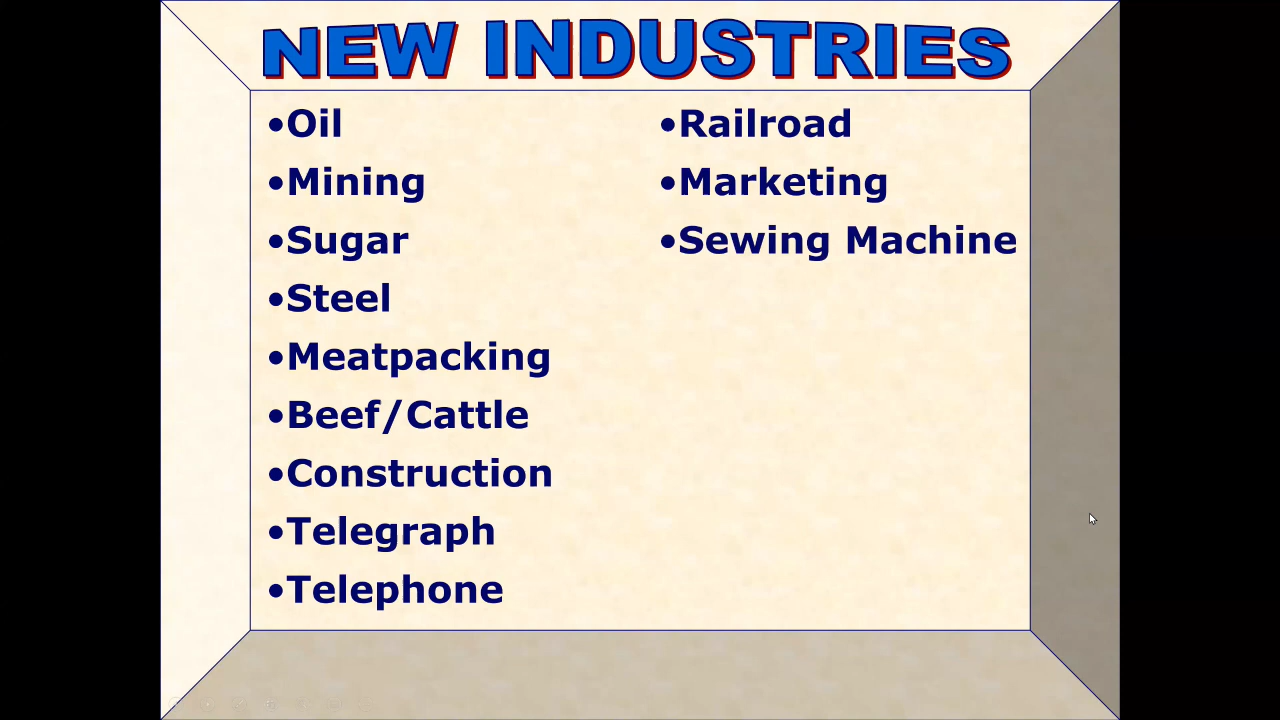 NEW INDUSTRIES
•Oil
•Mining
•Sugar
•Steel
•Meatpacking
•Beef/Cattle
•Construction
•Telegraph
•Telephone
•Railroad
•Marketing
•Sewing Machine